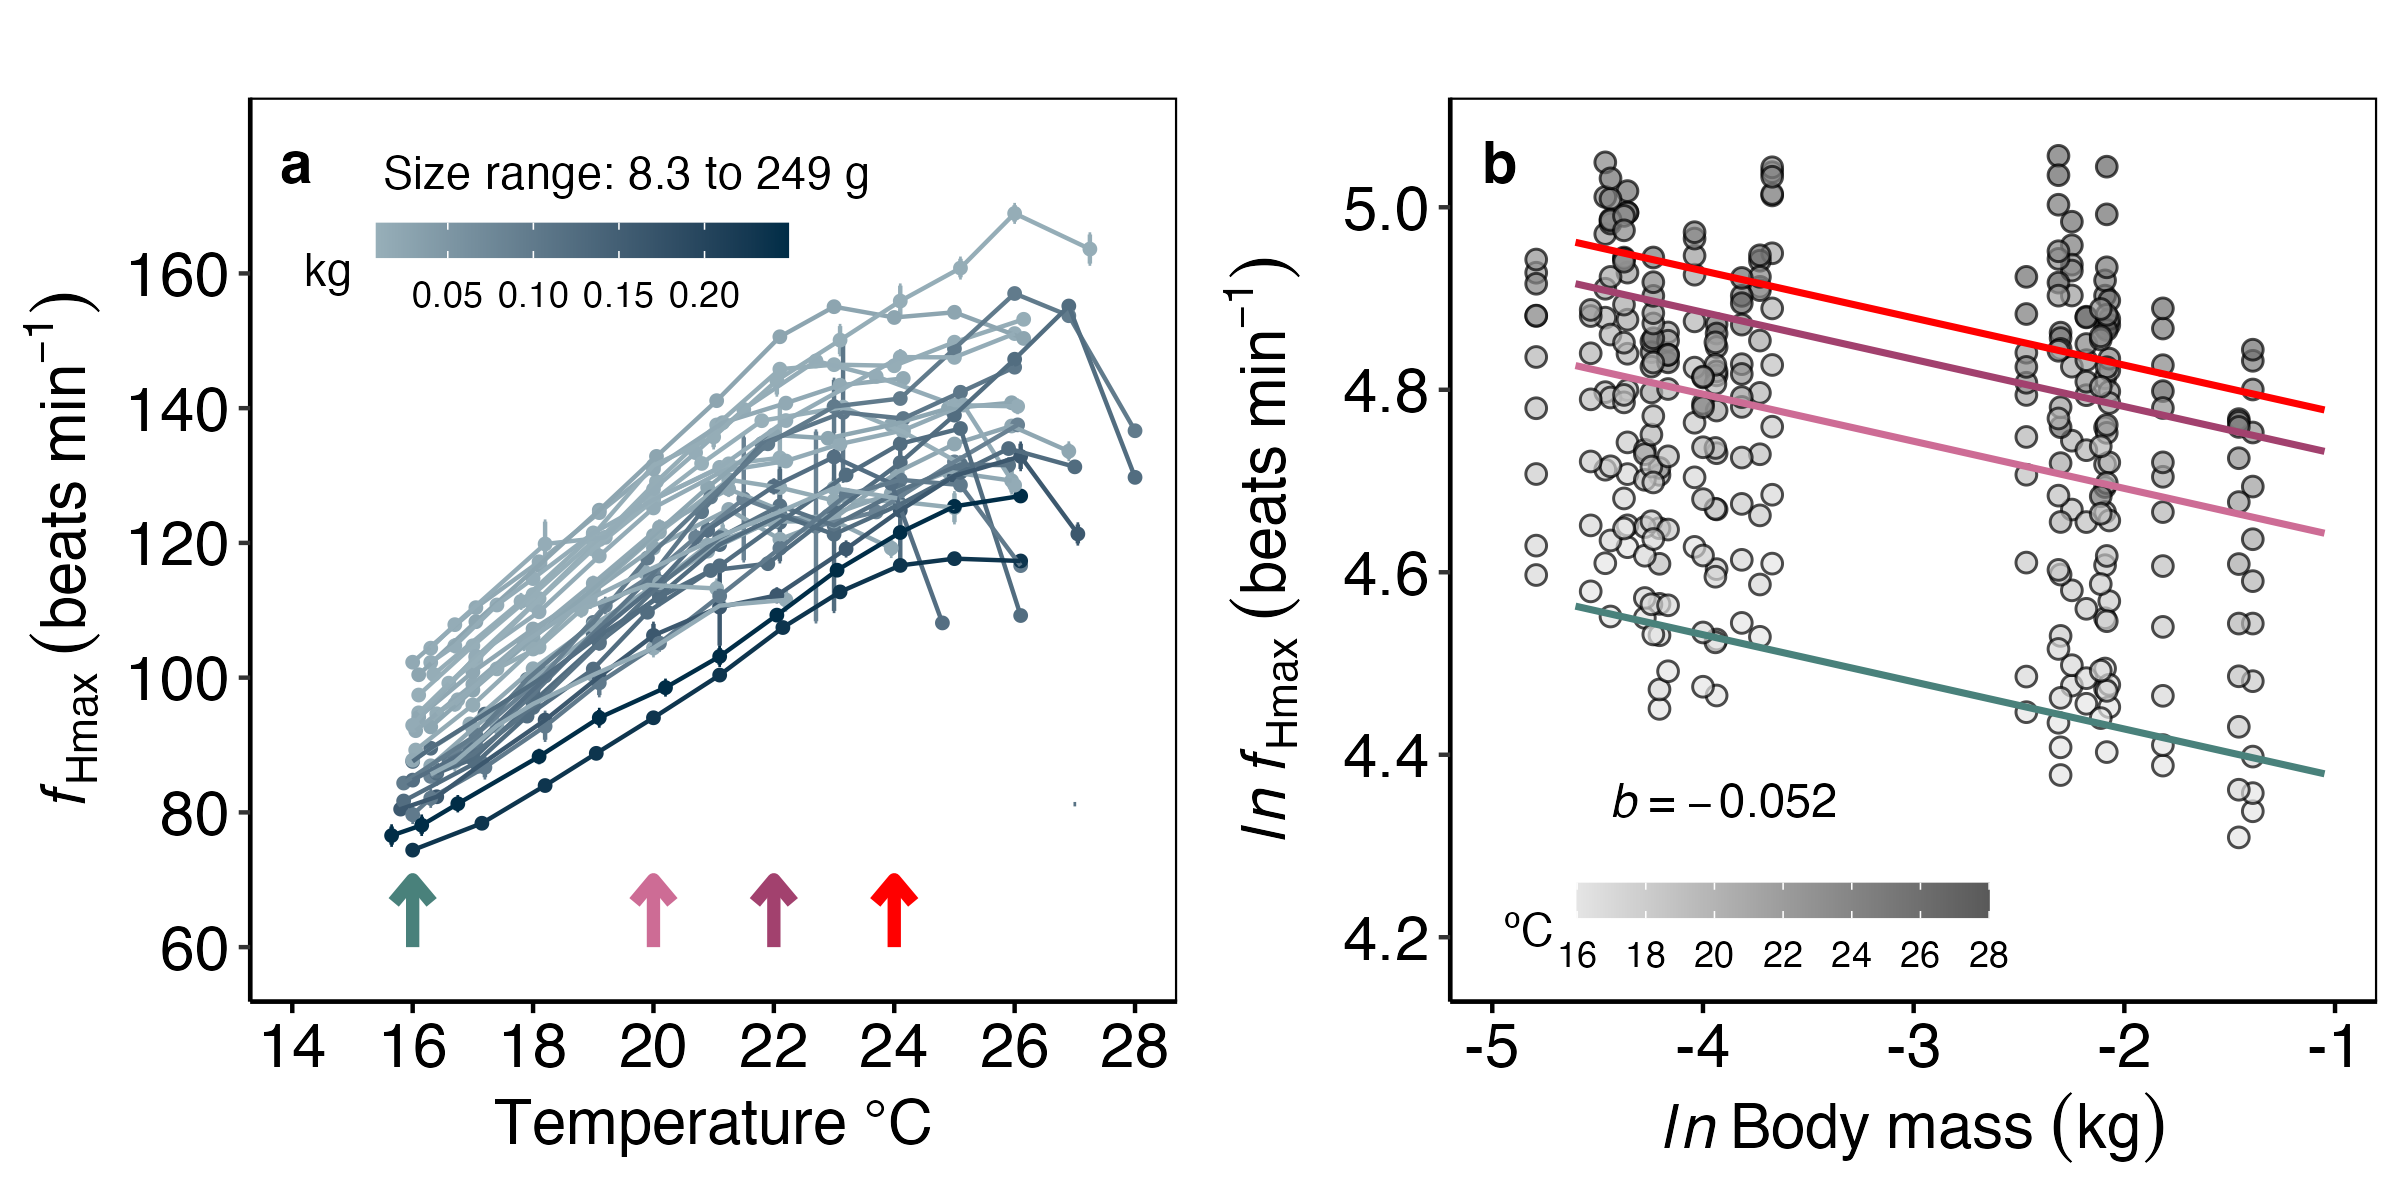 a
Size range: 8.3 to 249 g
kg
0.05 0.10 0.15 0.20
160
140
120
100
80
60
14 16 18 20 22 24 26 28
Temperature °C
fHmax (beats min−1)
b
5.0
4.8
4.6
4.4
4.2
b = −0.052
ºC
16 18 20 22 24 26 28
-5 -4 -3 -2 -1
ln Body mass (kg)
ln fHmax (beats min−1)